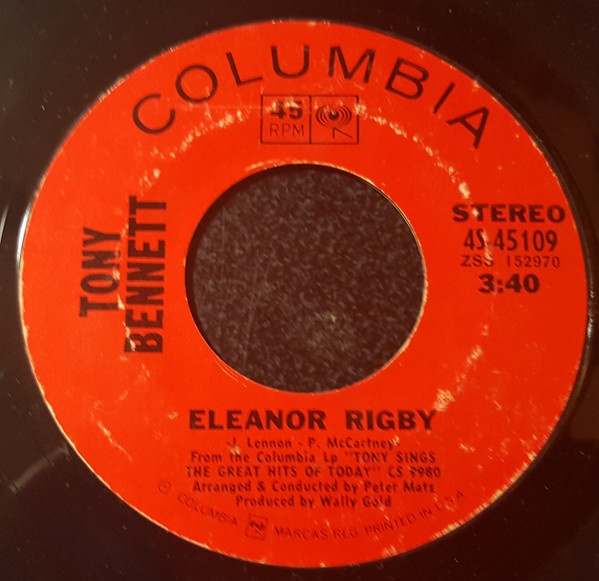 COLUMBIA
45
RPM
TONY
BENNETT
STEREO
4S-45109
ZSS 152970
3:40
ELEANOR RIGBY
-J. Lennon - P. McCartney-
From the Columbia Lp "TONY SINGS
THE GREAT HITS OF TODAY" CS 9980
Arranged & Conducted by Peter Matz
Produced by Wally Gold
© COLUMBIA MARCAS REG. PRINTED IN U.S.A.